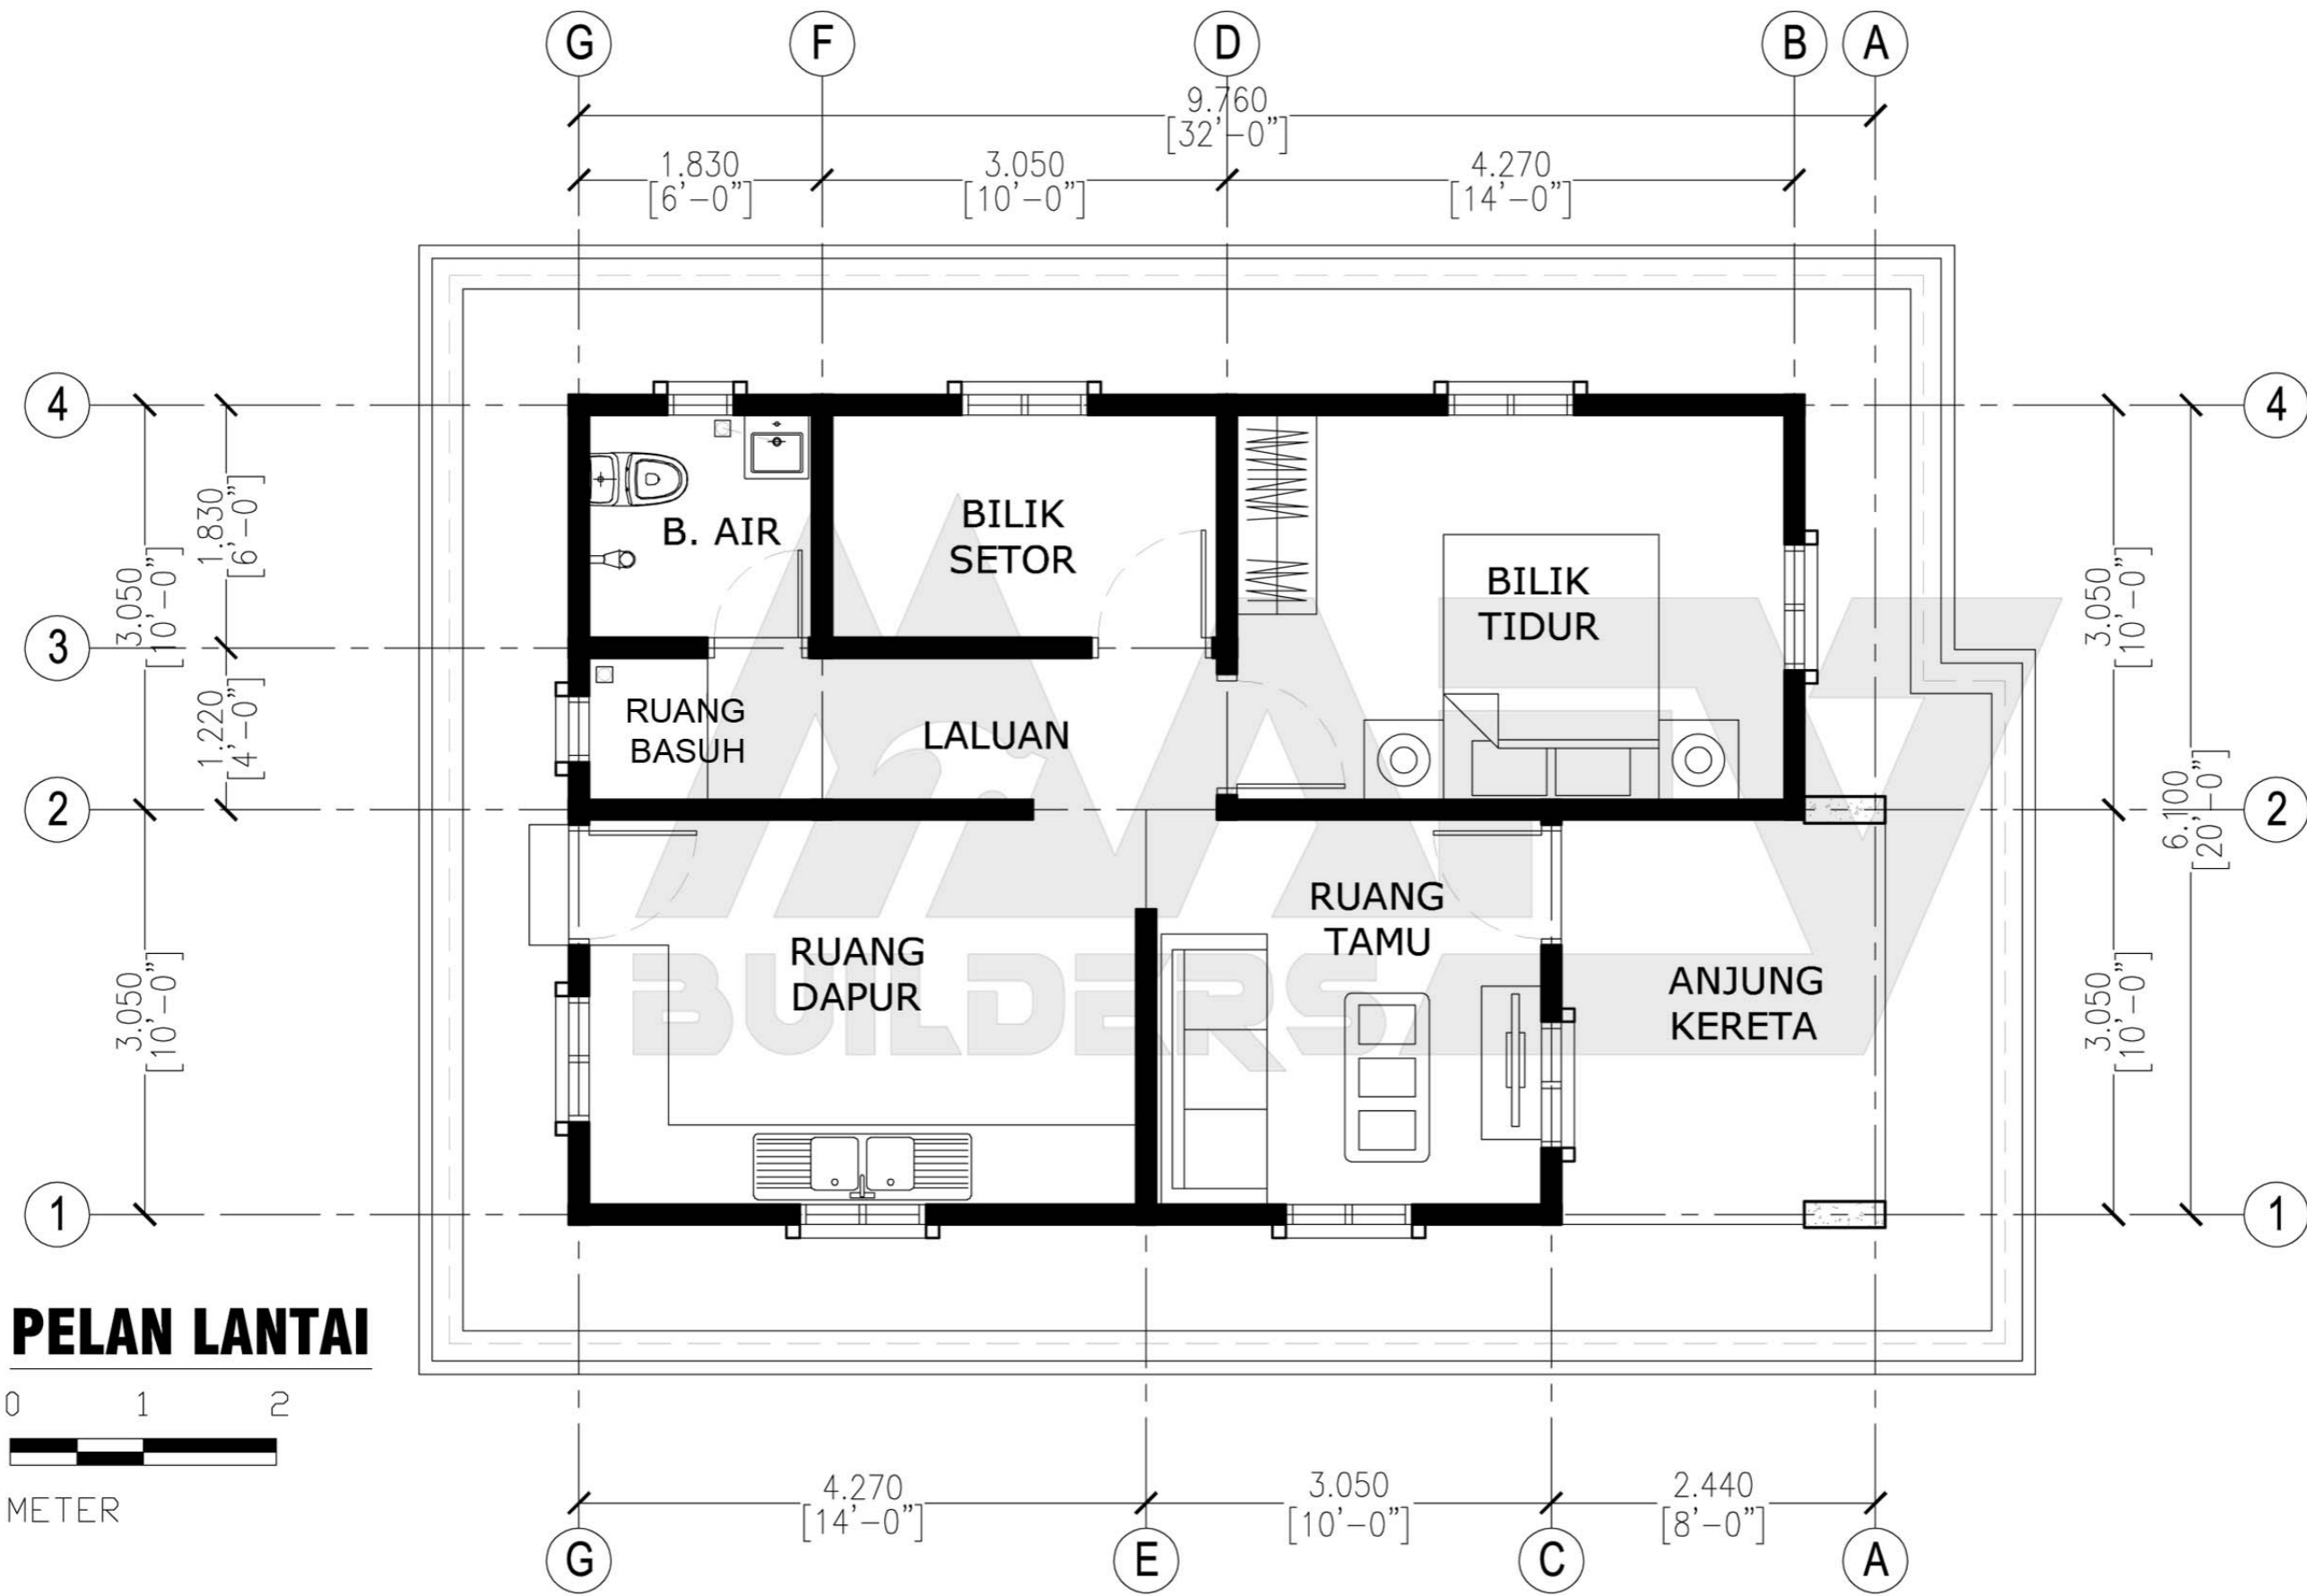 G F D B A
9.760
[32'-0"]
1.830 3.050 4.270
[6'-0"] [10'-0"] [14'-0"]
4 4
3.050
[10'-0"]
1.830
[6'-0"]
B. AIR
BILIK
SETOR
BILIK
TIDUR
3.050
[10'-0"]
3
1.220
[4'-0"]
RUANG
BASUH
LALUAN
6.100
[20'-0"]
2 2
3.050
[10'-0"]
RUANG
DAPUR
RUANG
TAMU
ANJUNG
KERETA
3.050
[10'-0"]
BUILDERS
1 1
PELAN LANTAI
0 1 2
METER
4.270 3.050 2.440
[14'-0"] [10'-0"] [8'-0"]
G E C A